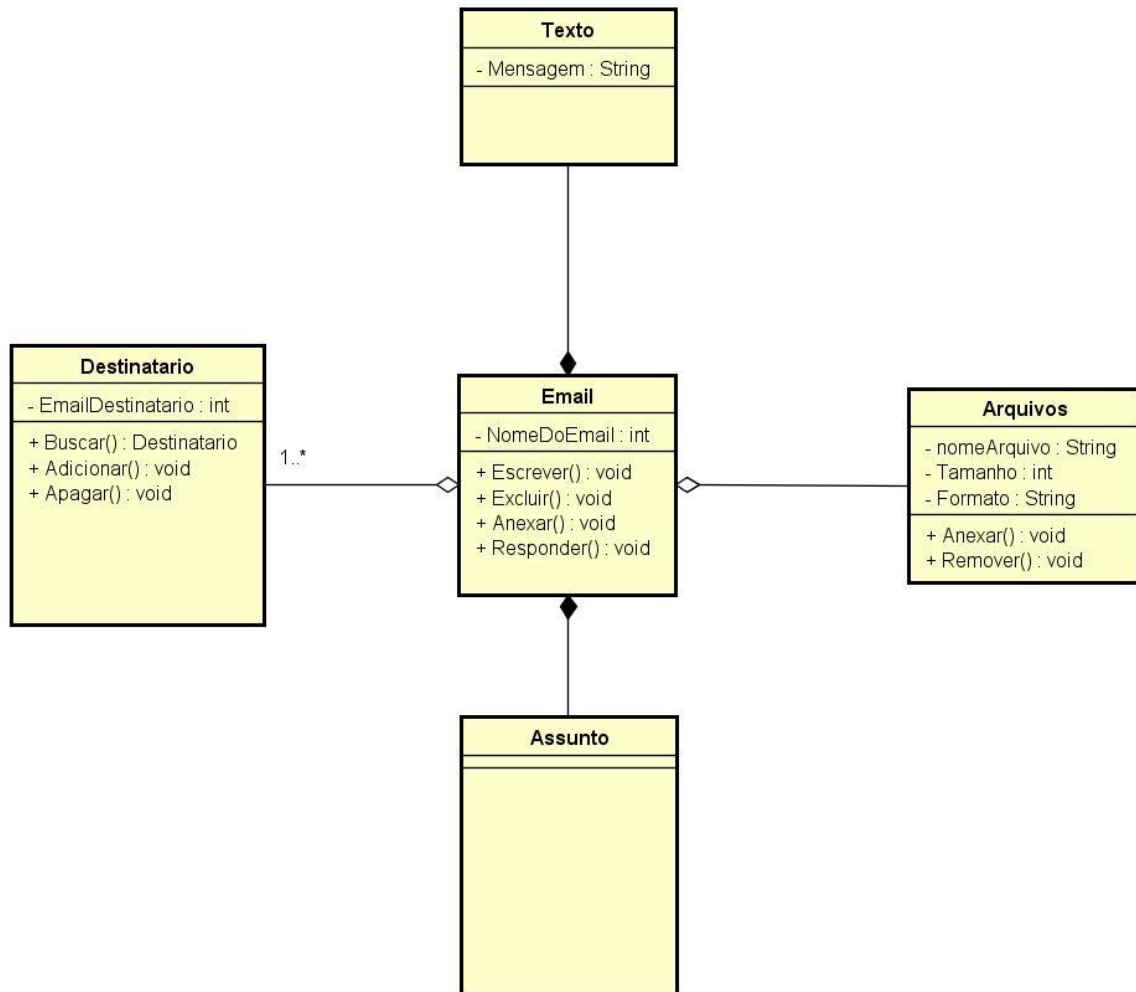 Texto
- Mensagem : String
Destinatario
- EmailDestinatario : int
+ Buscar() : Destinatario
+ Adicionar() : void
+ Apagar() : void
1..*
Email
- NomeDoEmail : int
+ Escrever() : void
+ Excluir() : void
+ Anexar() : void
+ Responder() : void
Arquivos
- nomeArquivo : String
- Tamanho : int
- Formato : String
+ Anexar() : void
+ Remover() : void
Assunto